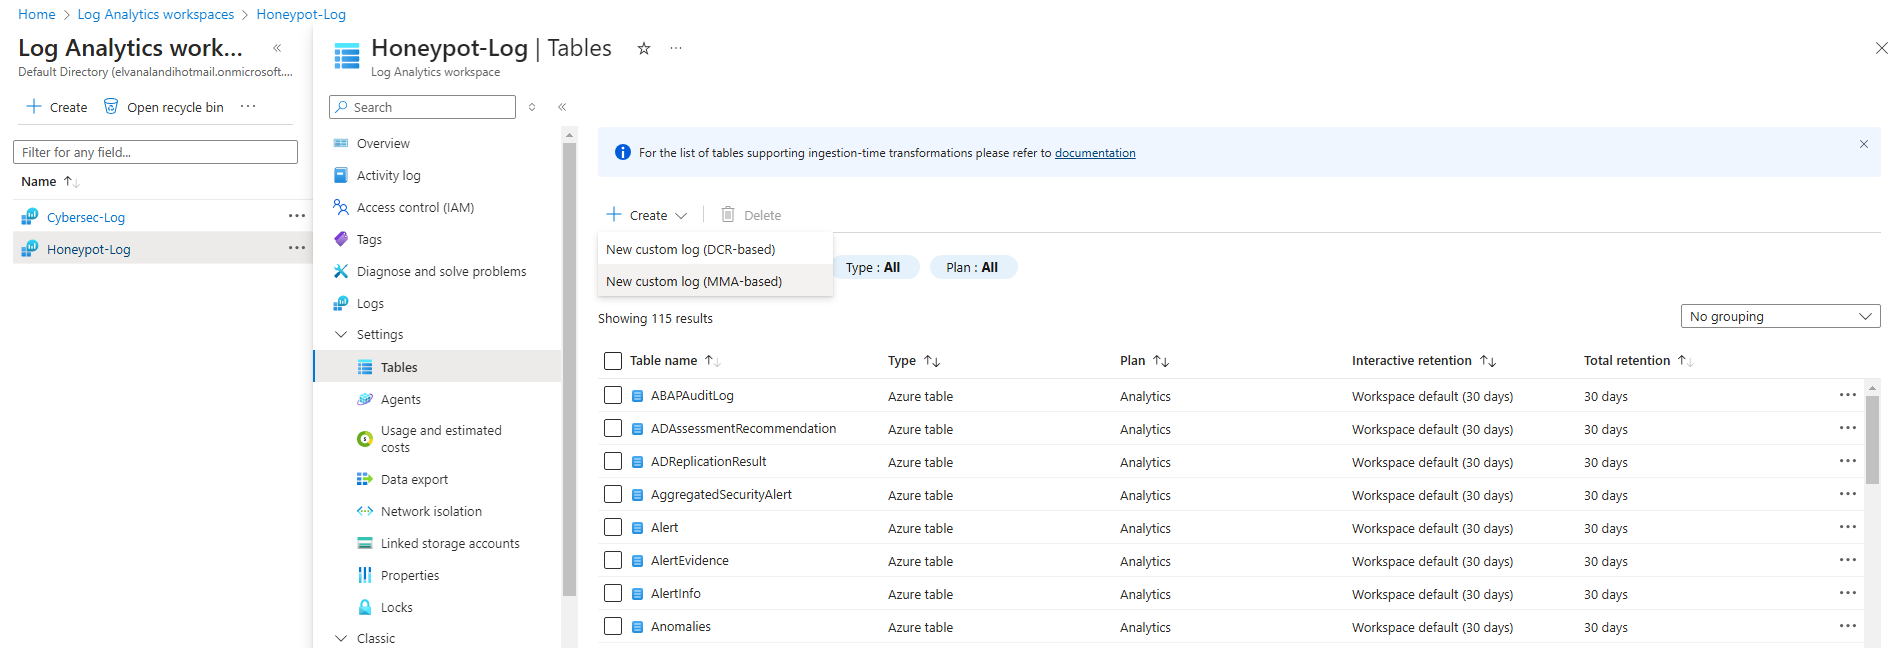 Home > Log Analytics workspaces > Honeypot-Log
Log Analytics work... «
Default Directory (elvanalandihotmail.onmicrosoft....
+ Create Open recycle bin ...
Filter for any field...
Name ↑↓
Cybersec-Log ...
Honeypot-Log ...
Honeypot-Log | Tables ...
Log Analytics workspace
Search «
Overview
Activity log
Access control (IAM)
Tags
Diagnose and solve problems
Logs
Settings
Tables
Agents
Usage and estimated
costs
Data export
Network isolation
Linked storage accounts
Properties
Locks
Classic
For the list of tables supporting ingestion-time transformations please refer to documentation
+ Create Delete
New custom log (DCR-based)
New custom log (MMA-based)
Type : All Plan : All
Showing 115 results
No grouping
Table name ↑↓ Type ↑↓ Plan ↑↓ Interactive retention ↑↓ Total retention ↑↓
ABAPAuditLog Azure table Analytics Workspace default (30 days) 30 days ...
ADAssessmentRecommendation Azure table Analytics Workspace default (30 days) 30 days ...
ADReplicationResult Azure table Analytics Workspace default (30 days) 30 days ...
AggregatedSecurityAlert Azure table Analytics Workspace default (30 days) 30 days ...
Alert Azure table Analytics Workspace default (30 days) 30 days ...
AlertEvidence Azure table Analytics Workspace default (30 days) 30 days ...
AlertInfo Azure table Analytics Workspace default (30 days) 30 days ...
Anomalies Azure table Analytics Workspace default (30 days) 30 days ...